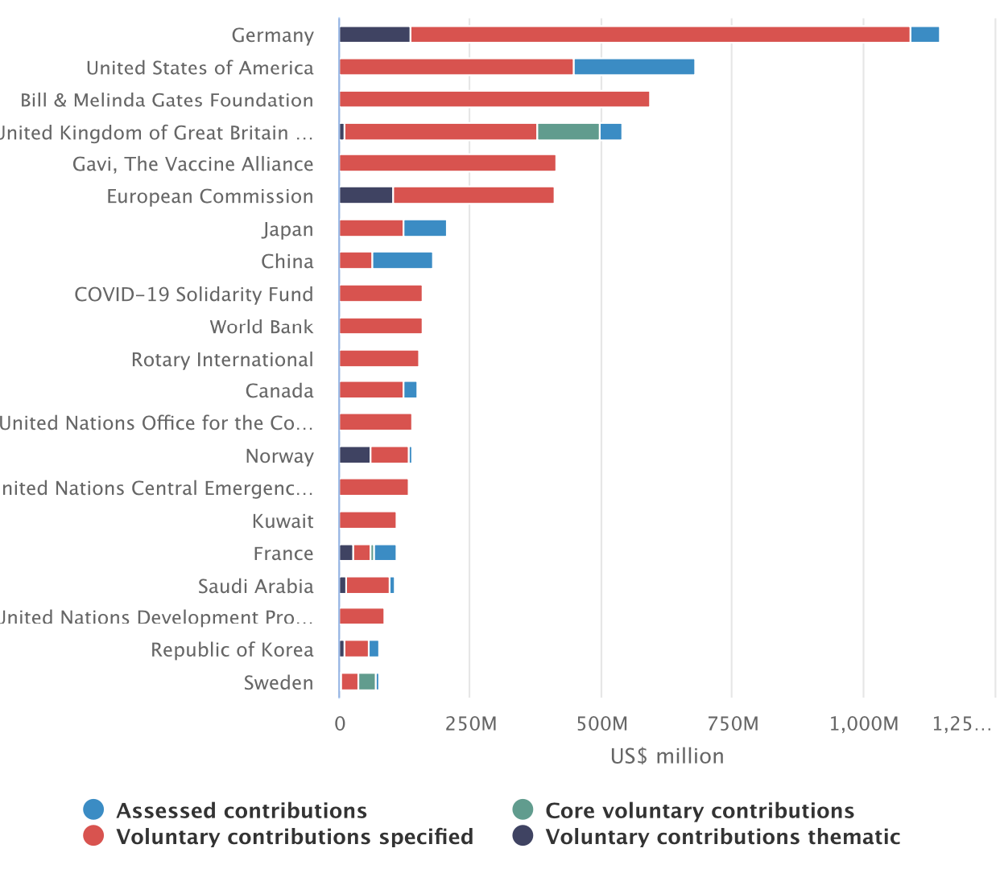 Germany
United States of America
Bill & Melinda Gates Foundation
United Kingdom of Great Britain …
Gavi, The Vaccine Alliance
European Commission
Japan
China
COVID-19 Solidarity Fund
World Bank
Rotary International
Canada
United Nations Office for the Co…
Norway
nited Nations Central Emergenc…
Kuwait
France
Saudi Arabia
United Nations Development Pro…
Republic of Korea
Sweden
0 250M 500M 750M 1,000M 1,25…
US$ million
Assessed contributions Core voluntary contributions
Voluntary contributions specified Voluntary contributions thematic